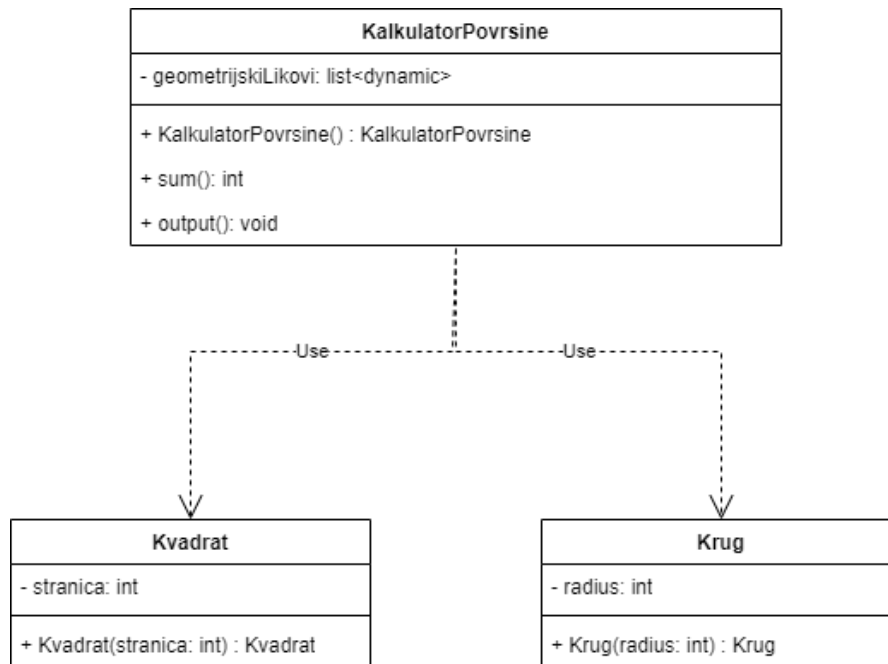 KalkulatorPovrsine
- geometrijskiLikovi: list<dynamic>
+ KalkulatorPovrsine() : KalkulatorPovrsine
+ sum(): int
+ output(): void
Use
Use
Kvadrat
- stranica: int
+ Kvadrat(stranica: int) : Kvadrat
Krug
- radius: int
+ Krug(radius: int) : Krug